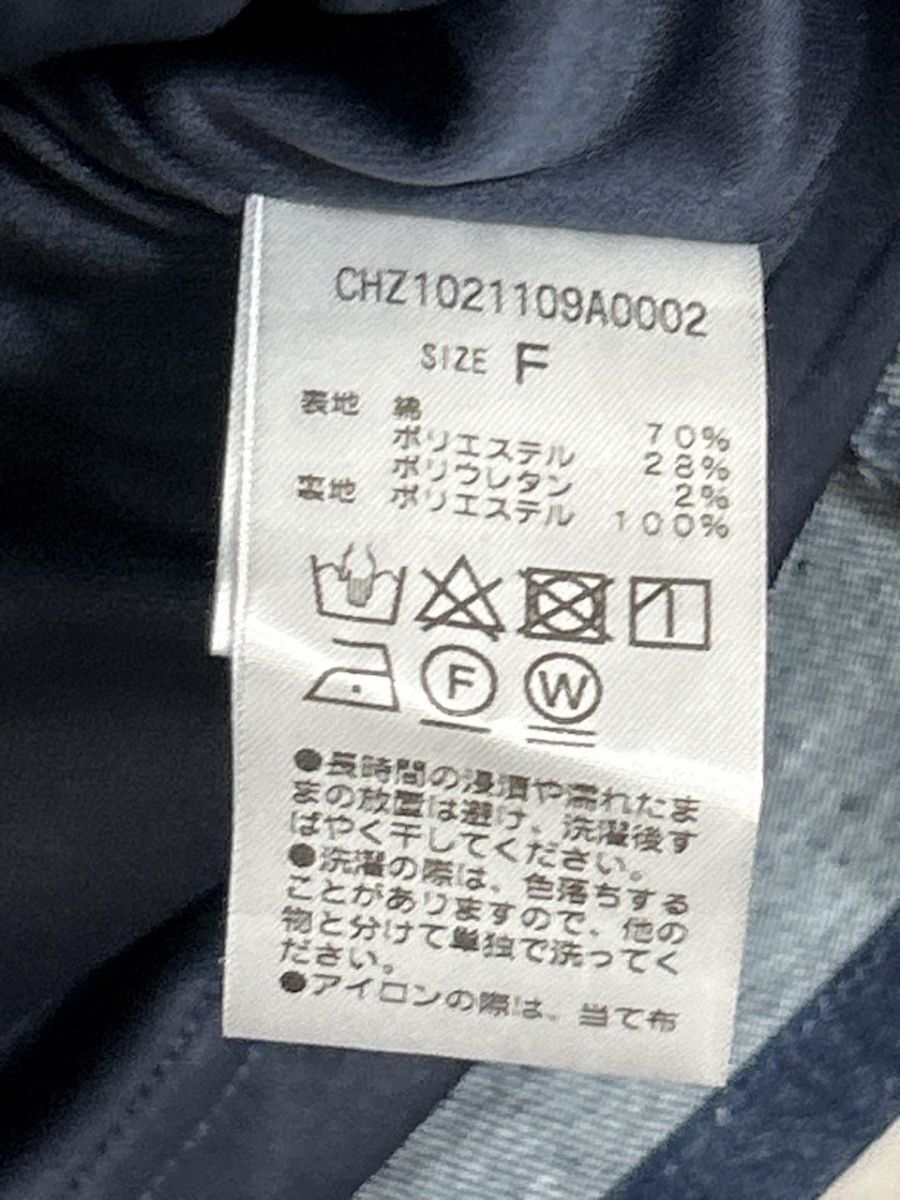 CHZ1021109A0002
SIZE F
表地 綿 70%
ポリエステル 28%
ポリウレタン 2%
裏地 ポリエステル 100%
F W
●長時間の浸漬や濡れたま
まの放置は避け、洗濯後す
ばやく干してください。
●洗濯の際は、色落ちする
ことがありますので、他の
物と分けて単独で洗ってく
ださい。
●アイロンの際は、当て布